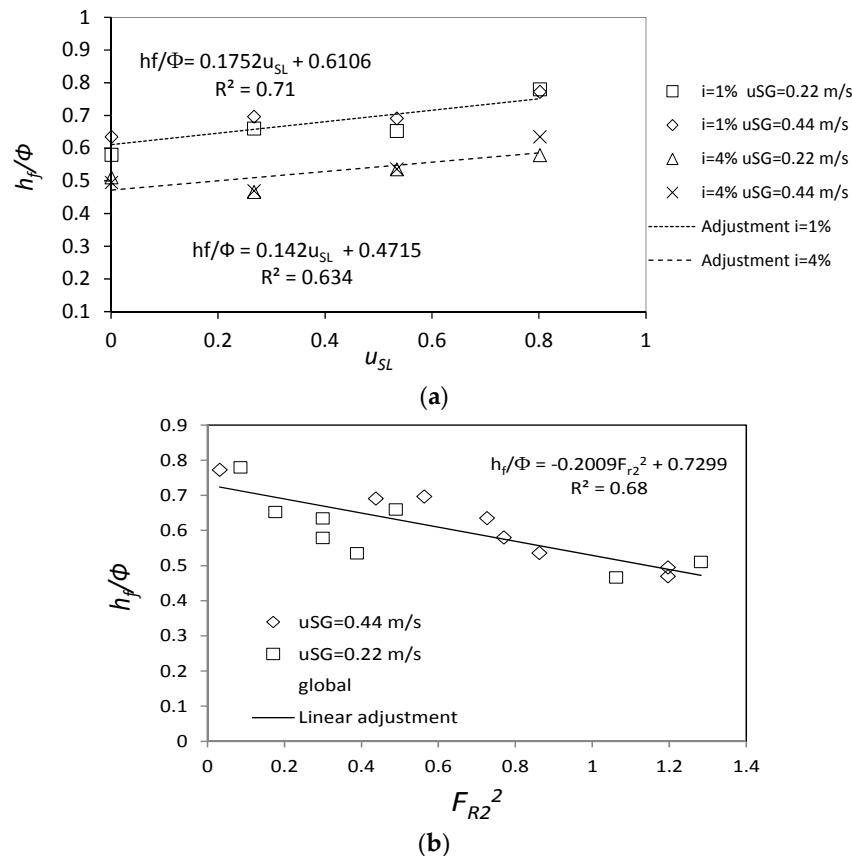 1
0.9
0.8
0.7
0.6
0.5
0.4
0.3
0.2
0.1
hf/Φ= 0.1752uSL + 0.6106
R² = 0.71
hf/Φ = 0.142uSL + 0.4715
R² = 0.634
hf/Φ
0 0.2 0.4 0.6 0.8 1
uSL
i=1% uSG=0.22 m/s
i=1% uSG=0.44 m/s
i=4% uSG=0.22 m/s
i=4% uSG=0.44 m/s
Adjustment i=1%
Adjustment i=4%
(a)
0.9
0.8
0.7
0.6
0.5
0.4
0.3
0.2
0.1
0
hf/Φ = -0.2009Fr2² + 0.7299
R² = 0.68
hf/Φ
uSG=0.44 m/s
uSG=0.22 m/s
global
Linear adjustment
0 0.2 0.4 0.6 0.8 1 1.2 1.4
FR2²
(b)